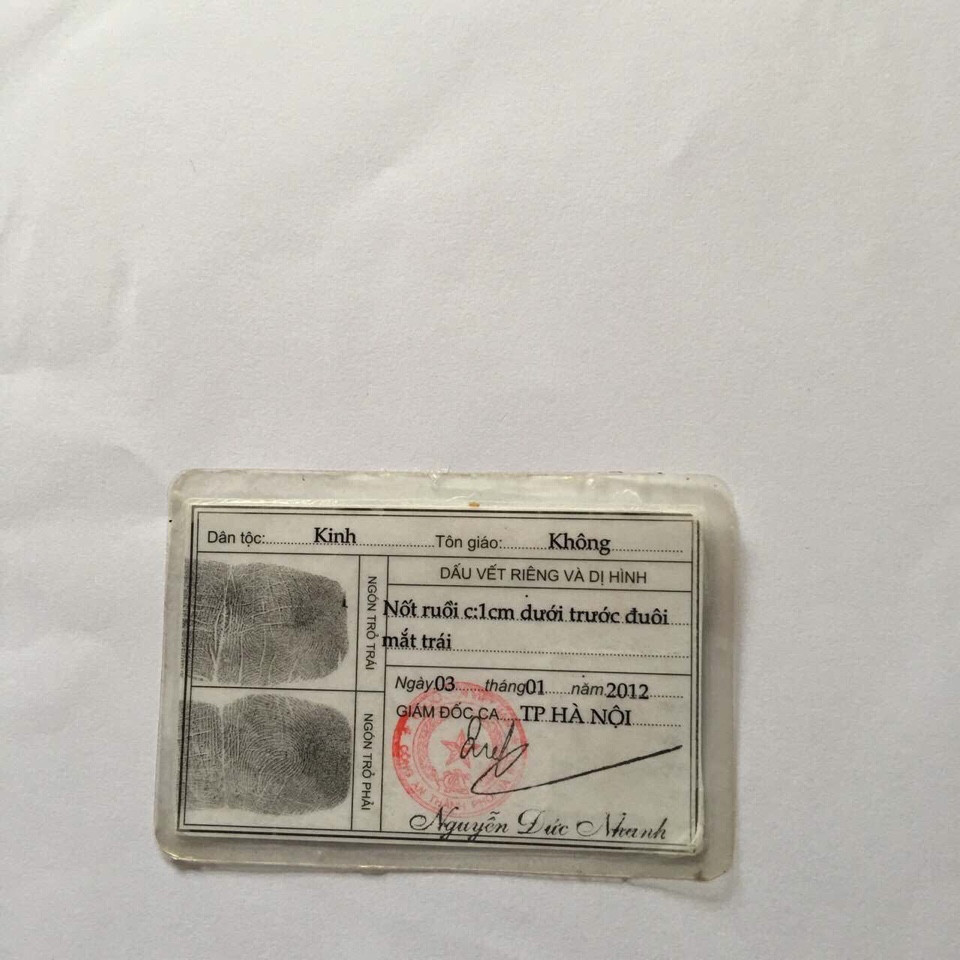 Dân tộc: Kinh Tôn giáo: Không
NGÓN TRỎ TRÁI
NGÓN TRỎ PHẢI
DẤU VẾT RIÊNG VÀ DỊ HÌNH
Nốt ruồi c:1cm dưới trước đuôi
mắt trái
Ngày 03 tháng 01 năm 2012
GIÁM ĐỐC CA TP HÀ NỘI
Nguyễn Đức Nhanh